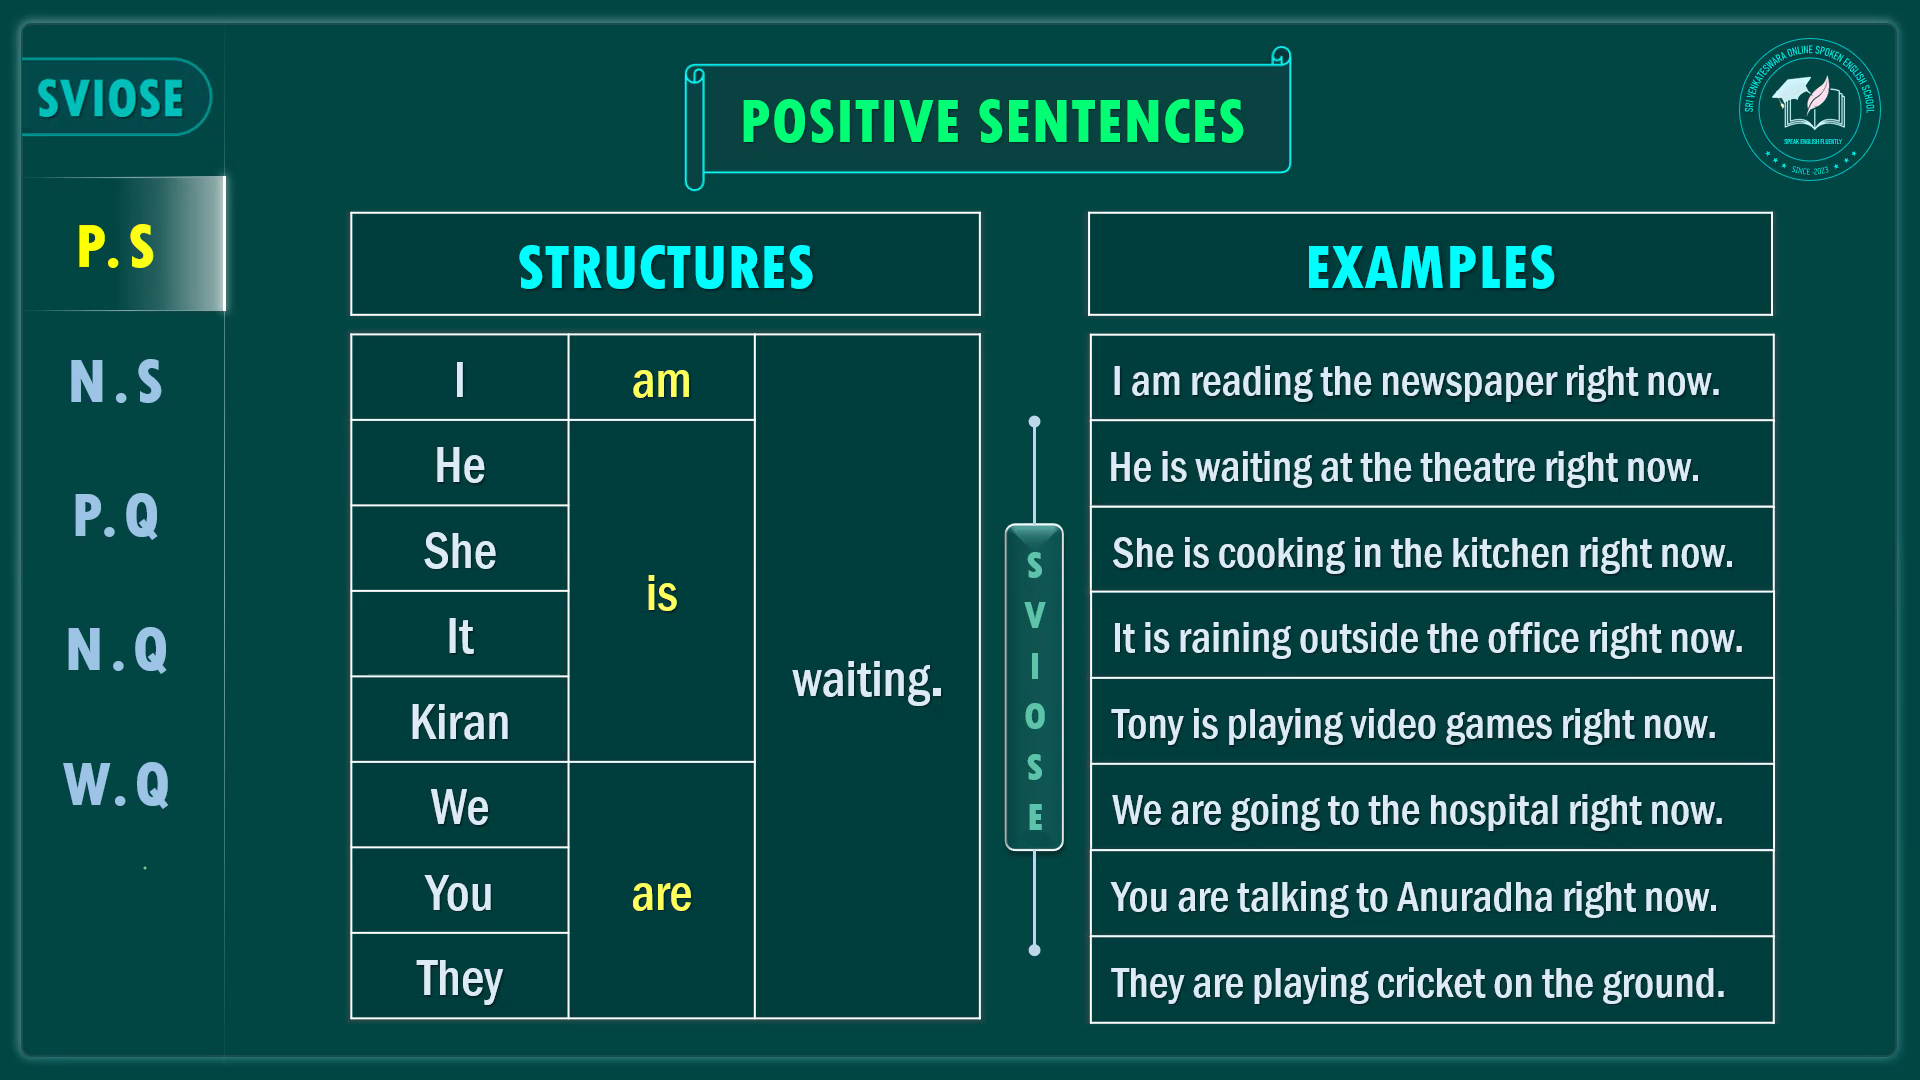 SVIOSE
POSITIVE SENTENCES
SRI VENKATESWARA ONLINE SPOKEN ENGLISH SCHOOL
SPEAK ENGLISH FLUENTLY
SINCE -2023
P.S
N.S
P.Q
N.Q
W.Q
STRUCTURES
I am
He
She
is
It
Kiran
waiting.
We
You
are
They
SVIOSE
EXAMPLES
I am reading the newspaper right now.
He is waiting at the theatre right now.
She is cooking in the kitchen right now.
It is raining outside the office right now.
Tony is playing video games right now.
We are going to the hospital right now.
You are talking to Anuradha right now.
They are playing cricket on the ground.